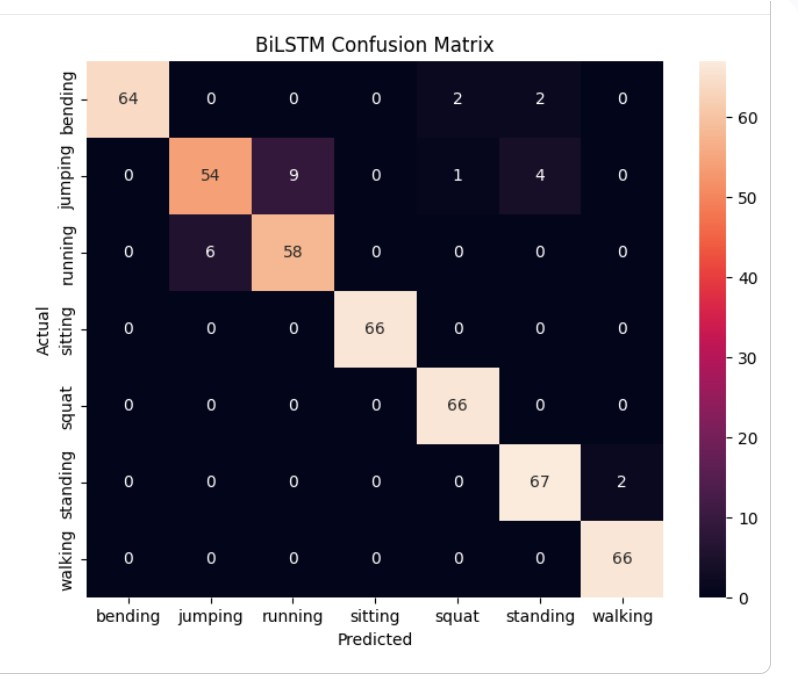 BiLSTM Confusion Matrix
bending 64 0 0 0 2 2 0
jumping 0 54 9 0 1 4 0
running 0 6 58 0 0 0 0
sitting 0 0 0 66 0 0 0
squat 0 0 0 0 66 0 0
standing 0 0 0 0 0 67 2
walking 0 0 0 0 0 0 66
Actual
bending jumping running sitting squat standing walking
Predicted
60
50
40
30
20
10
0